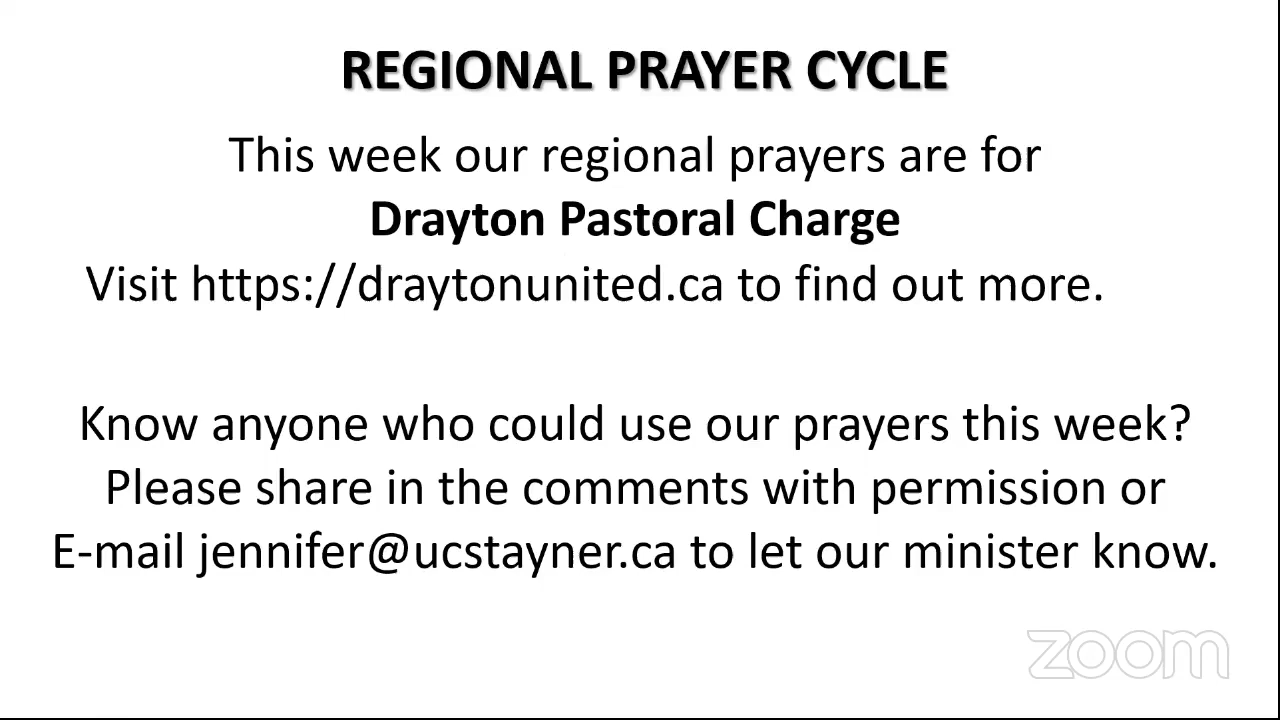 REGIONAL PRAYER CYCLE
This week our regional prayers are for
Drayton Pastoral Charge
Visit https://draytonunited.ca to find out more.
Know anyone who could use our prayers this week?
Please share in the comments with permission or
E-mail jennifer@ucstayner.ca to let our minister know.
zoom